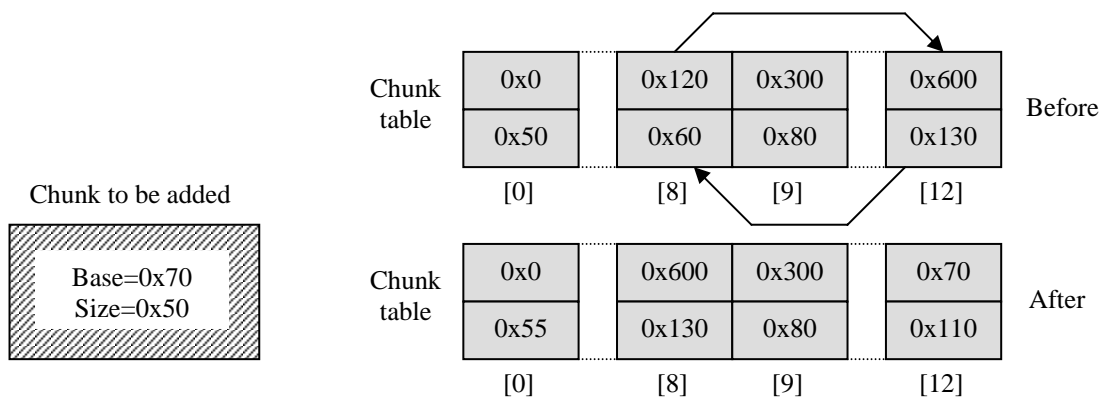 Chunk table
0x0 0x120 0x300 0x600
0x50 0x60 0x80 0x130
Before
[0] [8] [9] [12]
Chunk to be added
Base=0x70
Size=0x50
Chunk table
0x0 0x600 0x300 0x70
0x55 0x130 0x80 0x110
After
[0] [8] [9] [12]